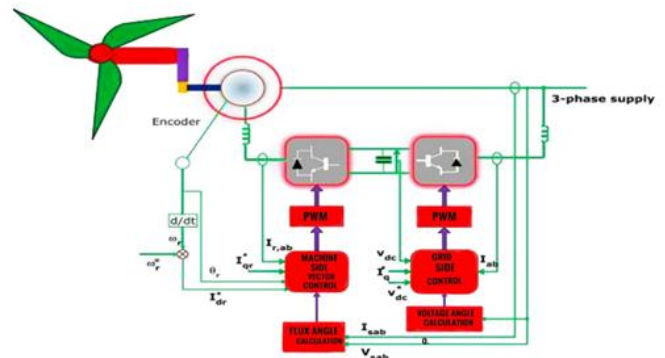 3-phase supply
Encoder
PWM
PWM
d/dt
ω_r
ω_r*
θ_r
I_r,ab
I*_qr
I*_dr
MACHINE
SIDE
VECTOR
CONTROL
V_dc
I*_q
V*_dc
GRID
SIDE
CONTROL
I_ab
FLUX ANGLE
CALCULATION
VOLTAGE ANGLE
CALCULATION
I_sab
θ.
V_sab